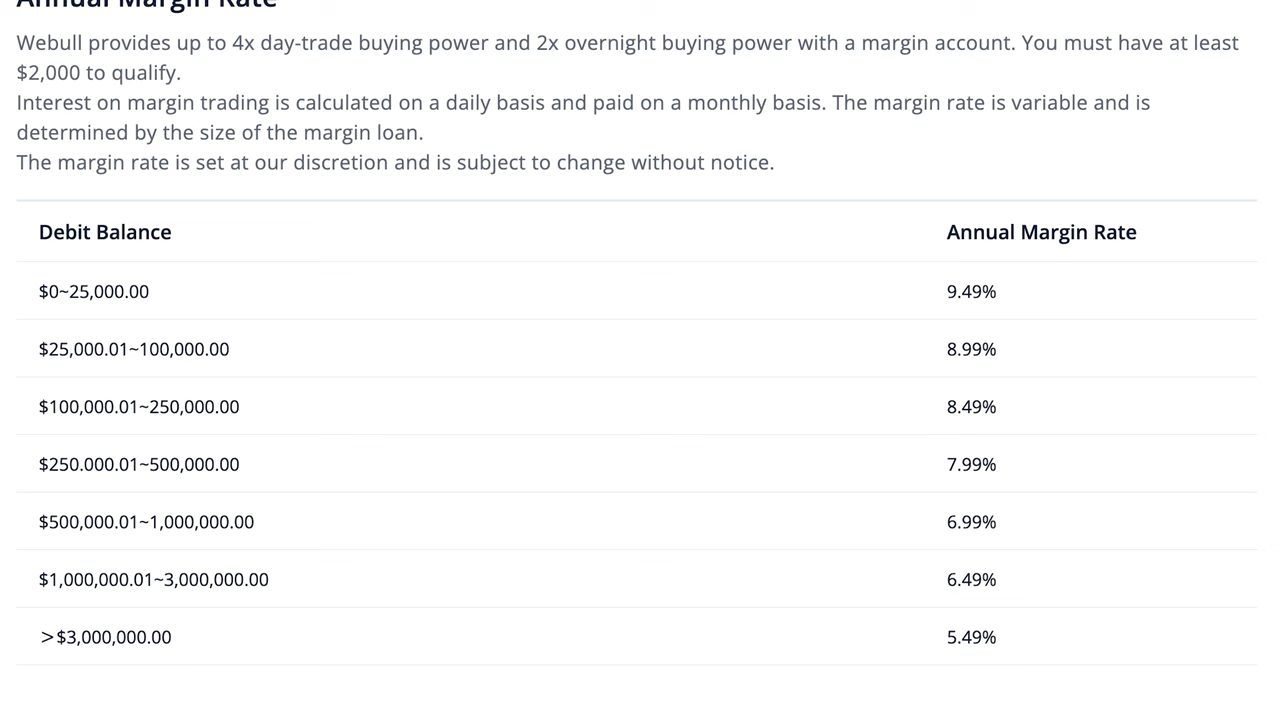 Annual Margin Rate
Webull provides up to 4x day-trade buying power and 2x overnight buying power with a margin account. You must have at least
$2,000 to qualify.
Interest on margin trading is calculated on a daily basis and paid on a monthly basis. The margin rate is variable and is
determined by the size of the margin loan.
The margin rate is set at our discretion and is subject to change without notice.
Debit Balance Annual Margin Rate
$0~25,000.00 9.49%
$25,000.01~100,000.00 8.99%
$100,000.01~250,000.00 8.49%
$250.000.01~500,000.00 7.99%
$500,000.01~1,000,000.00 6.99%
$1,000,000.01~3,000,000.00 6.49%
>$3,000,000.00 5.49%